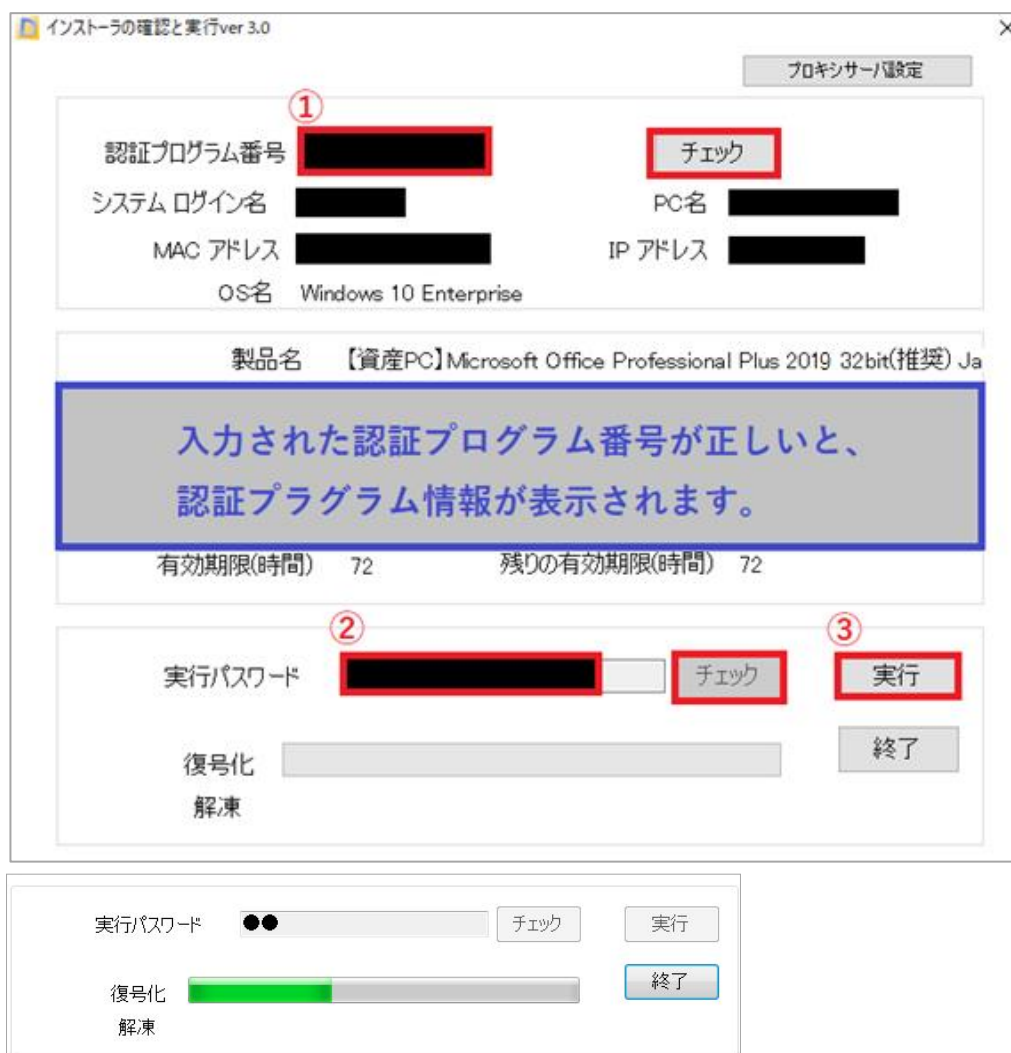 インストーラの確認と実行ver 3.0
プロキシサーバ設定
①
認証プログラム番号 チェック
システム ログイン名 PC名
MAC アドレス IP アドレス
OS名 Windows 10 Enterprise
製品名 【資産PC】Microsoft Office Professional Plus 2019 32bit(推奨) Ja
入力された認証プログラム番号が正しいと、
認証プラグラム情報が表示されます。
有効期限(時間) 72 残りの有効期限(時間) 72
② ③
実行パスワード チェック 実行
復号化 終了
解凍
実行パスワード ●● チェック 実行
復号化 終了
解凍